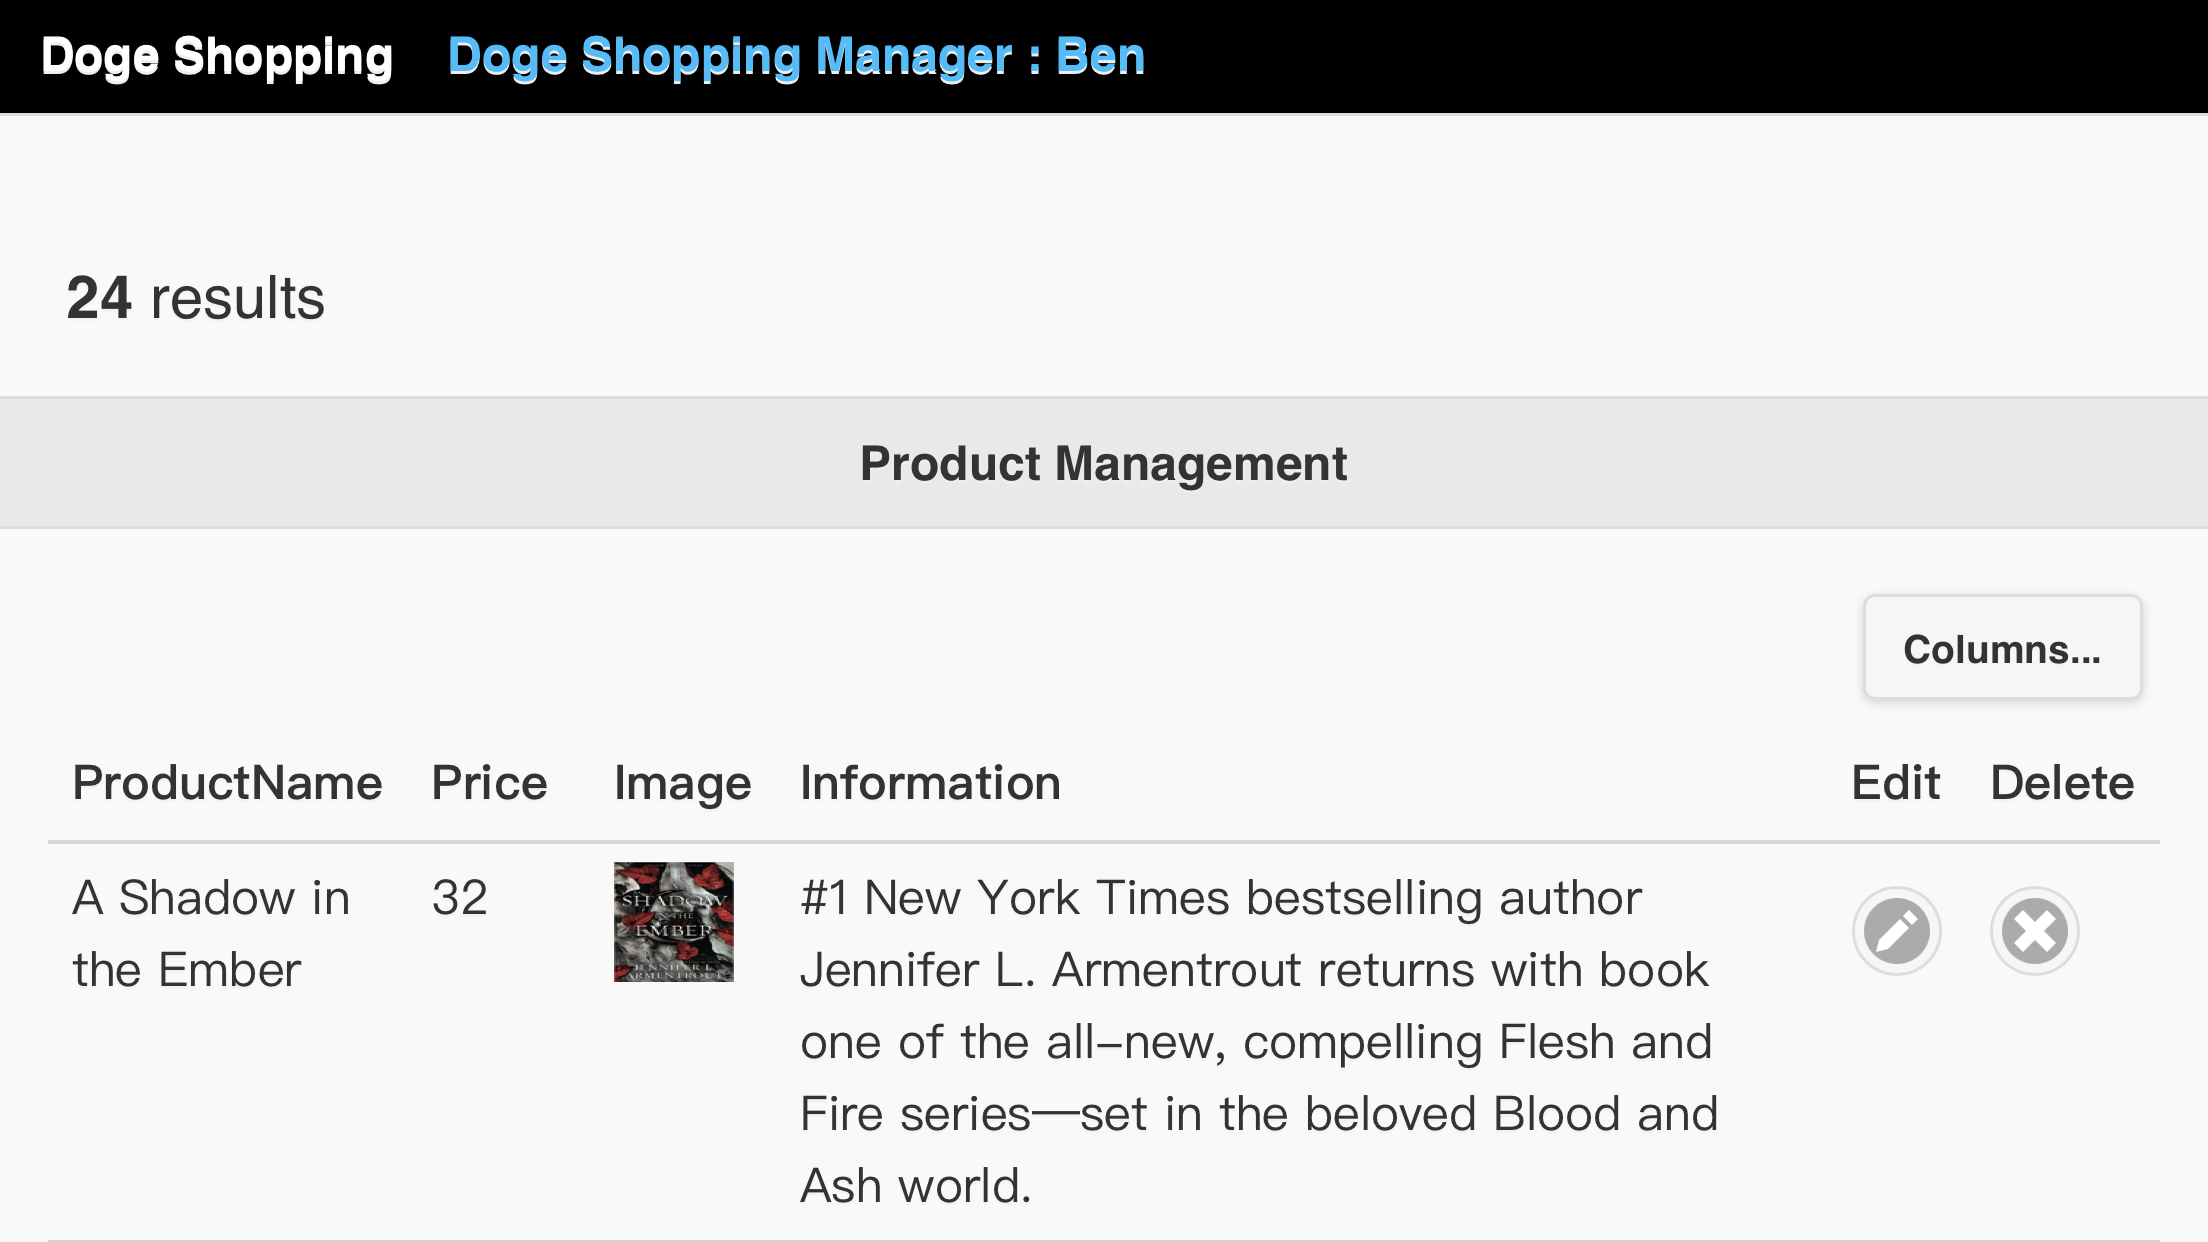 Doge Shopping Doge Shopping Manager : Ben
24 results
Product Management
Columns...
ProductName Price Image Information Edit Delete
A Shadow in the Ember
32
SHADOW
IN THE
EMBER
JENNIFER L.
ARMENTROUT
#1 New York Times bestselling author
Jennifer L. Armentrout returns with book
one of the all-new, compelling Flesh and
Fire series—set in the beloved Blood and
Ash world.